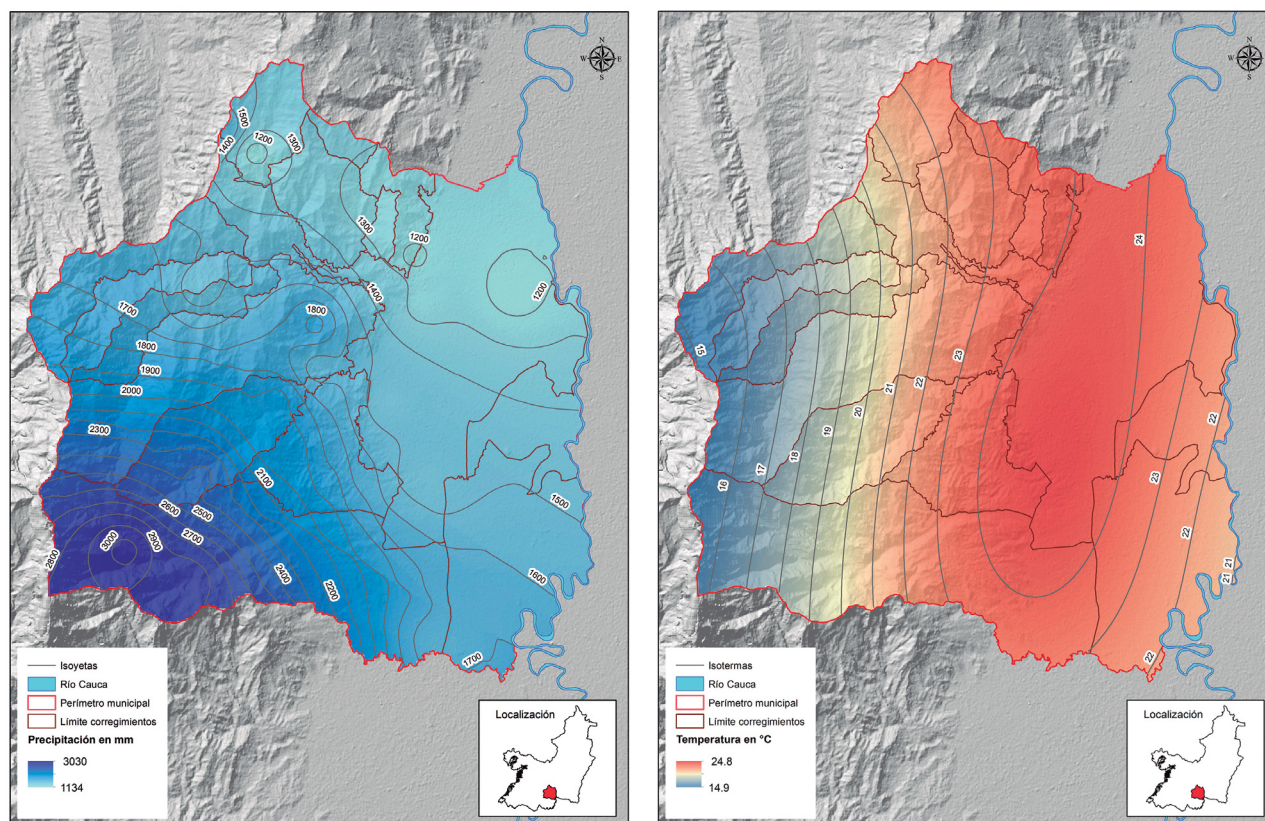 N
W E
S
1500
1400
1200
1300
1300
1200
1200
1400
1700
1800
1800
1900
2000
2300
2100
2600
2500
1500
3000
2900
2700
2800
2400
2200
1600
1700
Isoyetas
Río Cauca
Perímetro municipal
Límite corregimientos
Precipitación en mm
3030
1134
Localización
N
W E
S
24
15
23
22
21
20
19
18
17
16
22
23
22
21
21
22
Isotermas
Río Cauca
Perímetro municipal
Límite corregimientos
Temperatura en °C
24.8
14.9
Localización